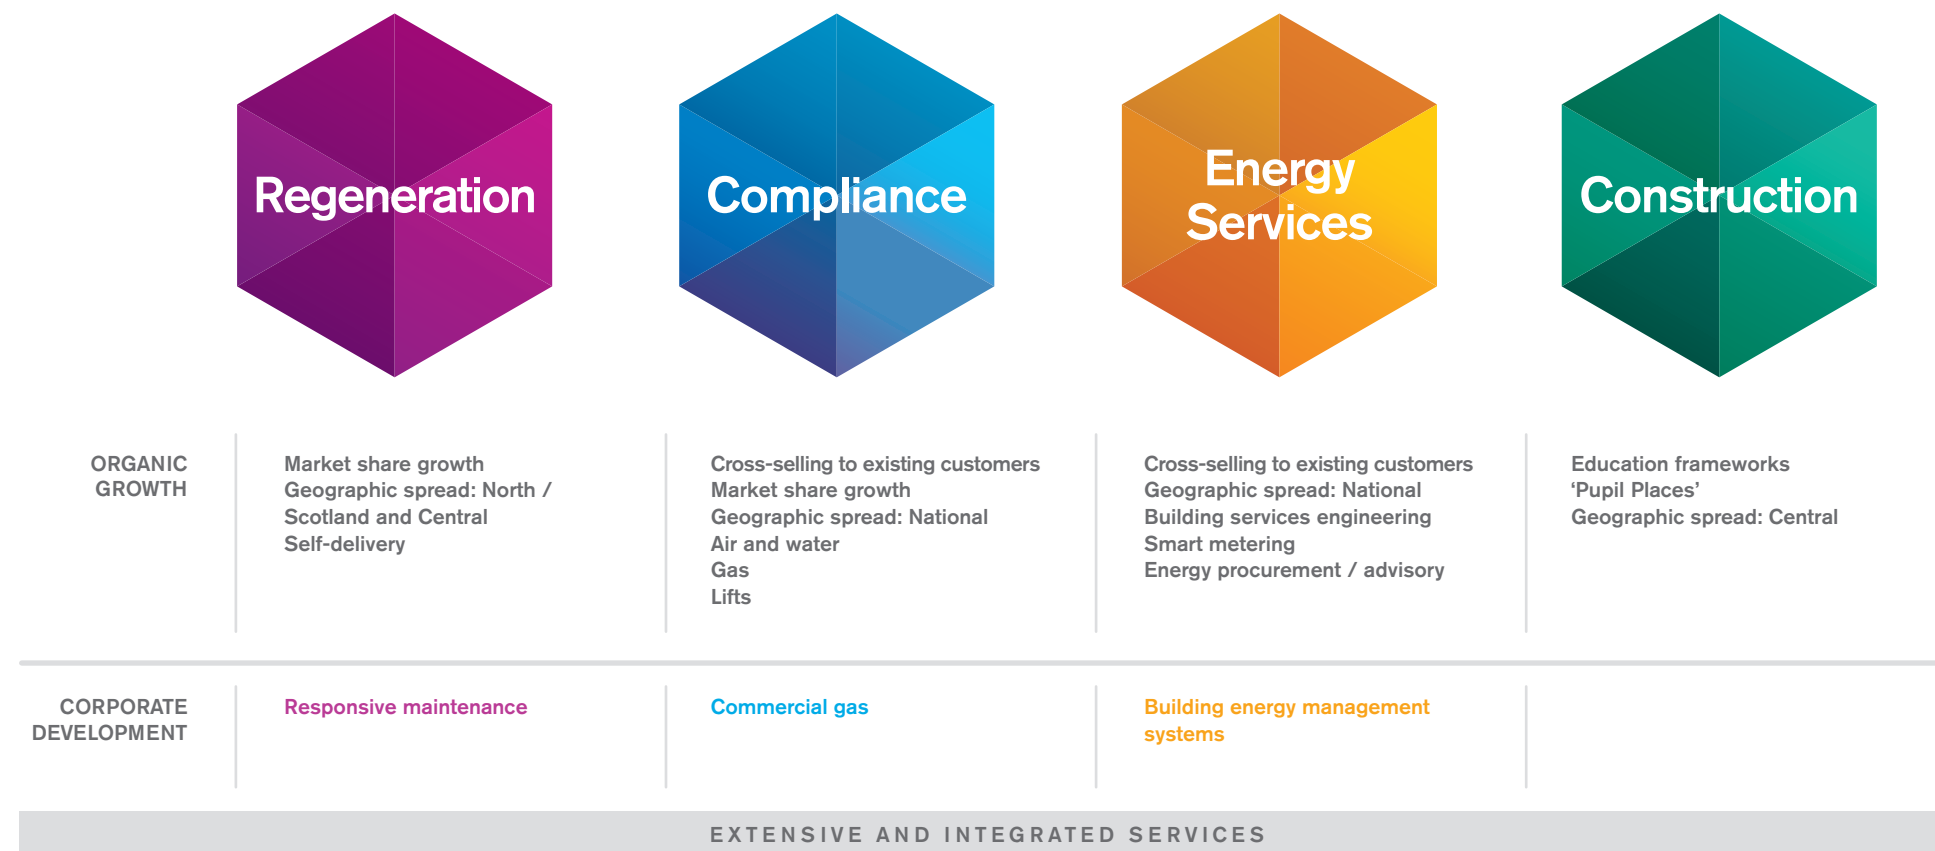 Regeneration
Compliance
Energy
Services
Construction
ORGANIC
GROWTH
Market share growth
Geographic spread: North /
Scotland and Central
Self-delivery
Cross-selling to existing customers
Market share growth
Geographic spread: National
Air and water
Gas
Lifts
Cross-selling to existing customers
Geographic spread: National
Building services engineering
Smart metering
Energy procurement / advisory
Education frameworks
‘Pupil Places’
Geographic spread: Central
CORPORATE
DEVELOPMENT
Responsive maintenance
Commercial gas
Building energy management
systems
EXTENSIVE AND INTEGRATED SERVICES